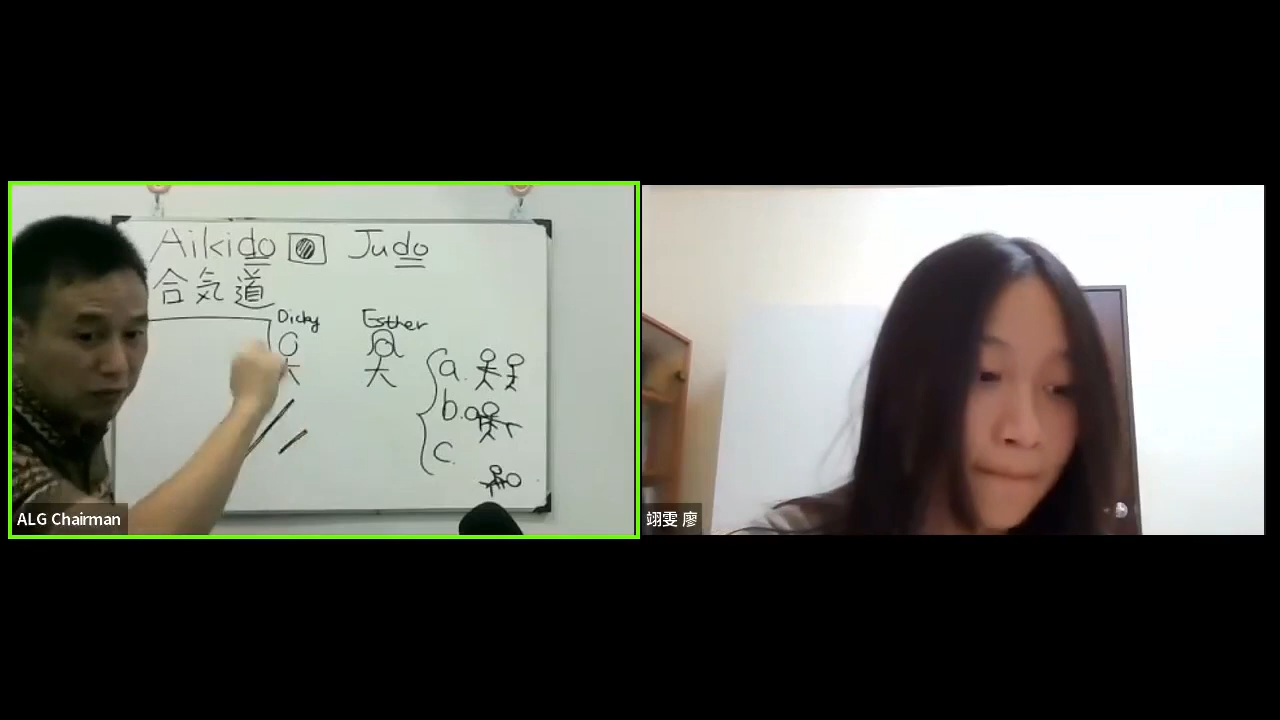 Aikido Judo
合気道
Dicky Esther
a.
b.
c.
ALG Chairman
翊雯 廖